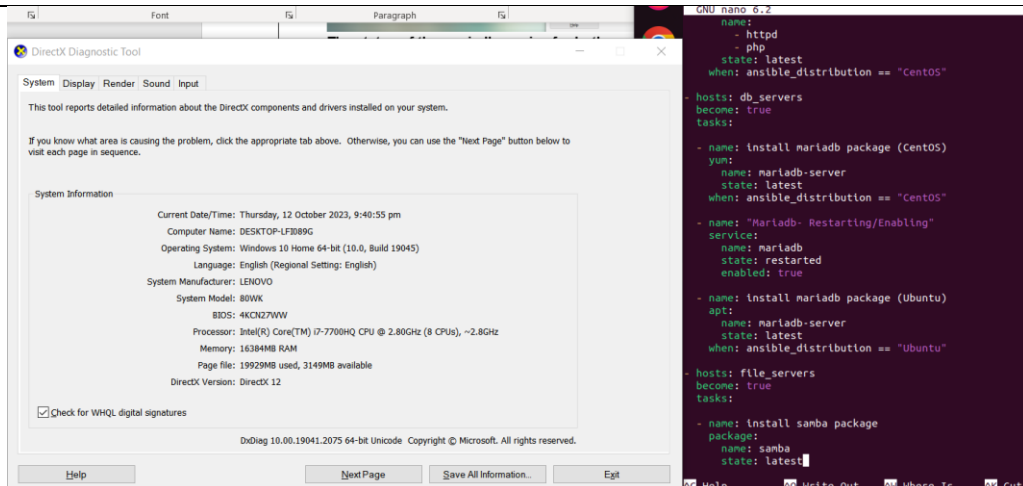 Font
Paragraph
DirectX Diagnostic Tool
System Display Render Sound Input
This tool reports detailed information about the DirectX components and drivers installed on your system.
If you know what area is causing the problem, click the appropriate tab above. Otherwise, you can use the "Next Page" button below to
visit each page in sequence.
System Information
Current Date/Time: Thursday, 12 October 2023, 9:40:55 pm
Computer Name: DESKTOP-LFI089G
Operating System: Windows 10 Home 64-bit (10.0, Build 19045)
Language: English (Regional Setting: English)
System Manufacturer: LENOVO
System Model: 80WK
BIOS: 4KCN27WW
Processor: Intel(R) Core(TM) i7-7700HQ CPU @ 2.80GHz (8 CPUs), ~2.8GHz
Memory: 16384MB RAM
Page file: 19929MB used, 3149MB available
DirectX Version: DirectX 12
Check for WHQL digital signatures
DxDiag 10.00.19041.2075 64-bit Unicode Copyright © Microsoft. All rights reserved.
Help
Next Page
Save All Information...
Exit
GNU nano 6.2
name:
- httpd
- php
state: latest
when: ansible_distribution == "CentOS"
- hosts: db_servers
become: true
tasks:
- name: install mariadb package (CentOS)
yum:
name: mariadb-server
state: latest
when: ansible_distribution == "CentOS"
- name: "Mariadb- Restarting/Enabling"
service:
name: mariadb
state: restarted
enabled: true
- name: install mariadb package (Ubuntu)
apt:
name: mariadb-server
state: latest
when: ansible_distribution == "Ubuntu"
- hosts: file_servers
become: true
tasks:
- name: install samba package
package:
name: samba
state: latest
^G Help ^O Write Out ^W Where Is ^K Cut